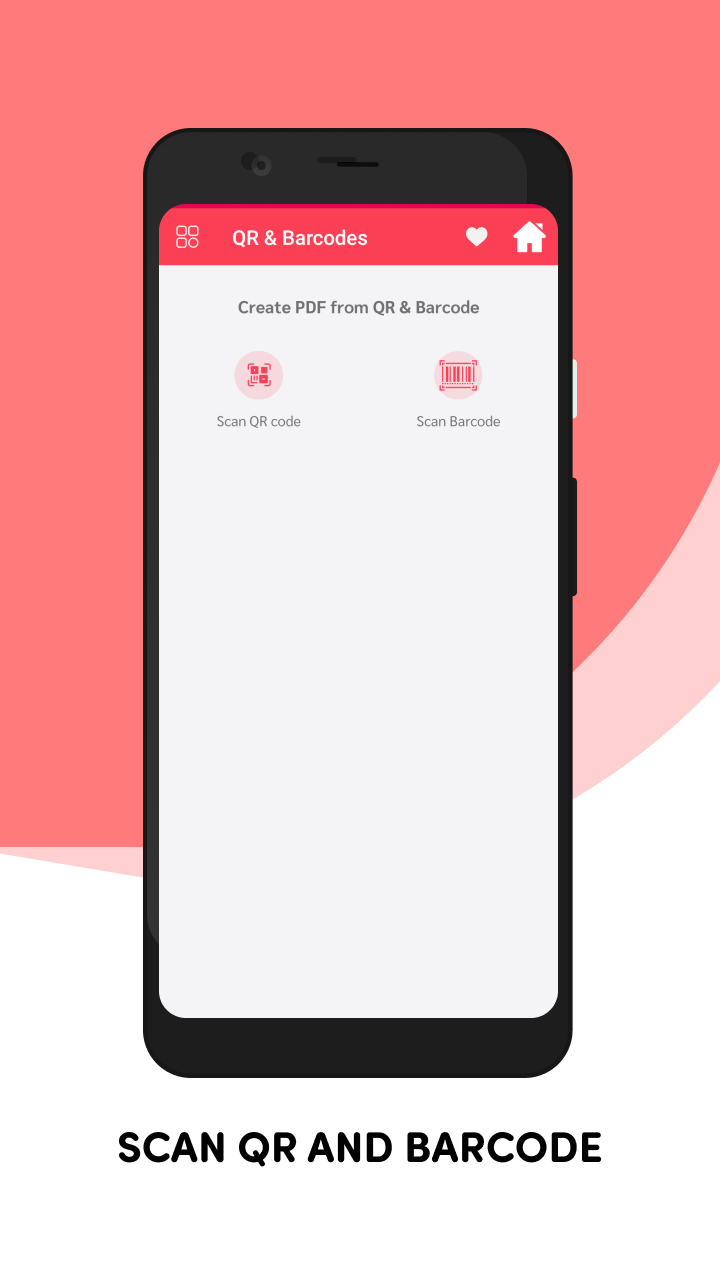 QR & Barcodes
Create PDF from QR & Barcode
Scan QR code
Scan Barcode
SCAN QR AND BARCODE